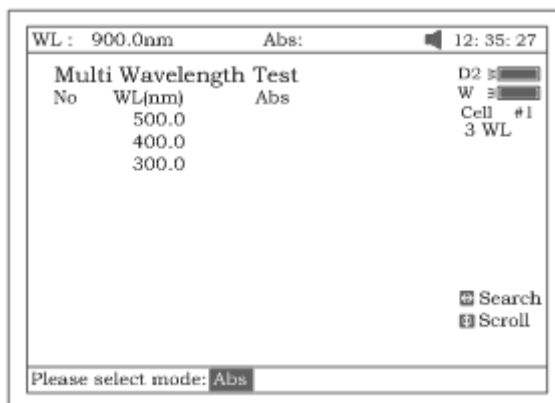 WL : 900.0nm Abs: 12: 35: 27
Multi Wavelength Test
No WL(nm) Abs
500.0
400.0
300.0
D2
W
Cell #1
3 WL
Search
Scroll
Please select mode: Abs